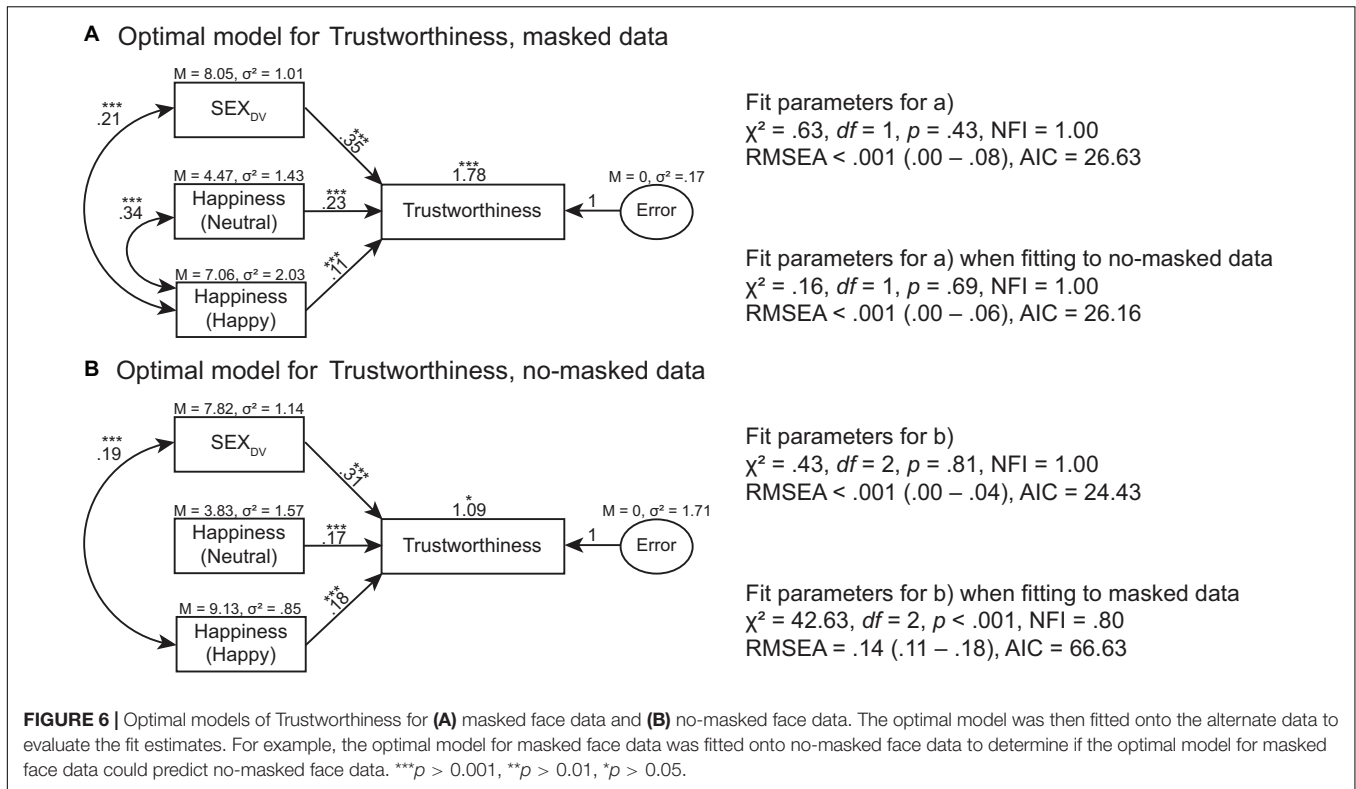 A Optimal model for Trustworthiness, masked data
M = 8.05, σ² = 1.01
SEX_DV
***
.21
***
.35
M = 4.47, σ² = 1.43
Happiness
(Neutral)
***
.34
***
.23
***
1.78
Trustworthiness
M = 0, σ² =.17
1
Error
M = 7.06, σ² = 2.03
Happiness
(Happy)
***
.11
Fit parameters for a)
χ² = .63, df = 1, p = .43, NFI = 1.00
RMSEA < .001 (.00 – .08), AIC = 26.63
Fit parameters for a) when fitting to no-masked data
χ² = .16, df = 1, p = .69, NFI = 1.00
RMSEA < .001 (.00 – .06), AIC = 26.16
B Optimal model for Trustworthiness, no-masked data
M = 7.82, σ² = 1.14
SEX_DV
***
.19
***
.31
M = 3.83, σ² = 1.57
Happiness
(Neutral)
***
.17
*
1.09
Trustworthiness
M = 0, σ² = 1.71
1
Error
M = 9.13, σ² = .85
Happiness
(Happy)
***
.18
Fit parameters for b)
χ² = .43, df = 2, p = .81, NFI = 1.00
RMSEA < .001 (.00 – .04), AIC = 24.43
Fit parameters for b) when fitting to masked data
χ² = 42.63, df = 2, p < .001, NFI = .80
RMSEA = .14 (.11 – .18), AIC = 66.63
FIGURE 6 | Optimal models of Trustworthiness for (A) masked face data and (B) no-masked face data. The optimal model was then fitted onto the alternate data to
evaluate the fit estimates. For example, the optimal model for masked face data was fitted onto no-masked face data to determine if the optimal model for masked
face data could predict no-masked face data. ***p > 0.001, **p > 0.01, *p > 0.05.